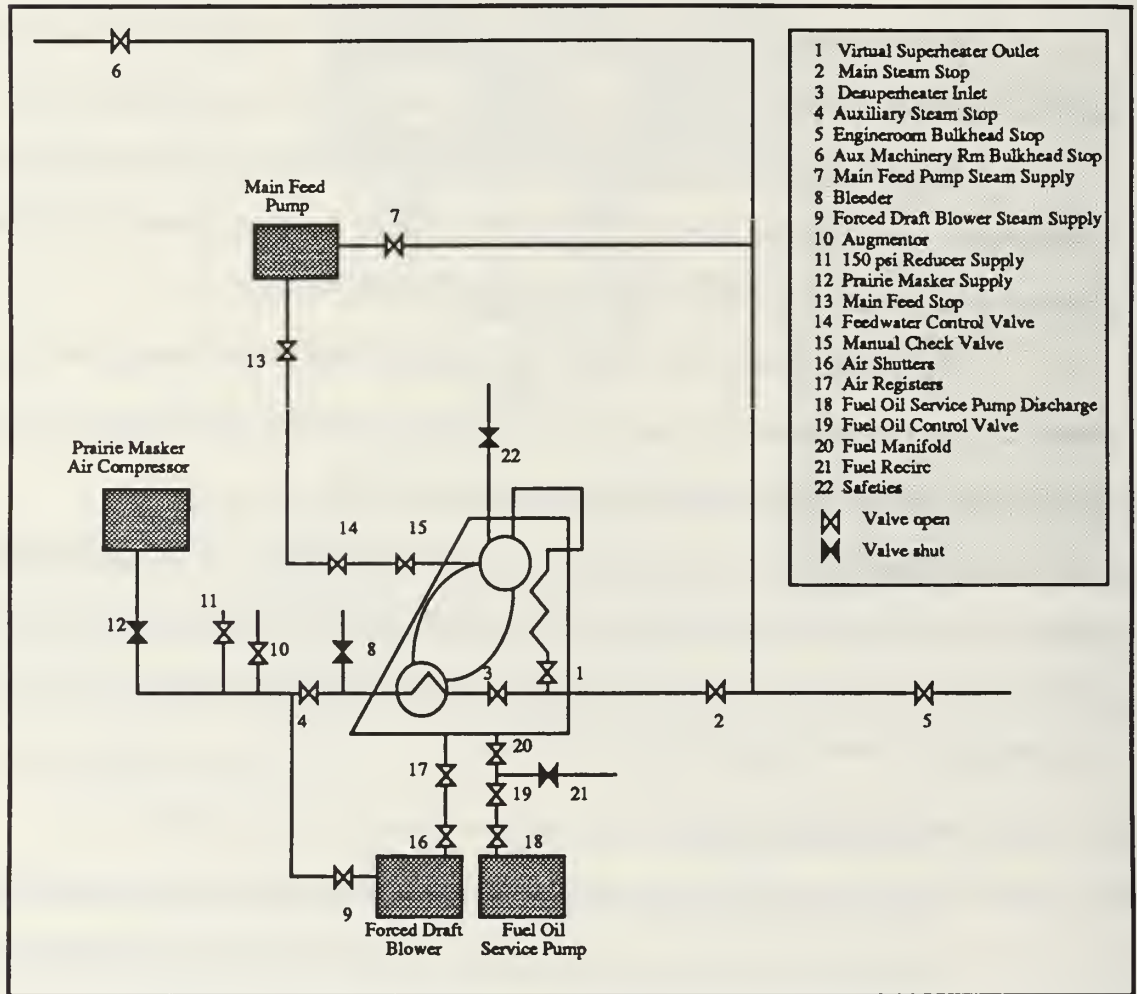 6
1 Virtual Superheater Outlet
2 Main Steam Stop
3 Desuperheater Inlet
4 Auxiliary Steam Stop
5 Engineroom Bulkhead Stop
6 Aux Machinery Rm Bulkhead Stop
7 Main Feed Pump Steam Supply
8 Bleeder
9 Forced Draft Blower Steam Supply
10 Augmentor
11 150 psi Reducer Supply
12 Prairie Masker Supply
13 Main Feed Stop
14 Feedwater Control Valve
15 Manual Check Valve
16 Air Shutters
17 Air Registers
18 Fuel Oil Service Pump Discharge
19 Fuel Oil Control Valve
20 Fuel Manifold
21 Fuel Recirc
22 Safeties
Valve open
Valve shut
Main Feed
Pump
7
13
22
Prairie Masker
Air Compressor
14
15
11
12
10
8
3
1
4
2
5
20
17
19
21
16
18
9
Forced Draft
Blower
Fuel Oil
Service Pump